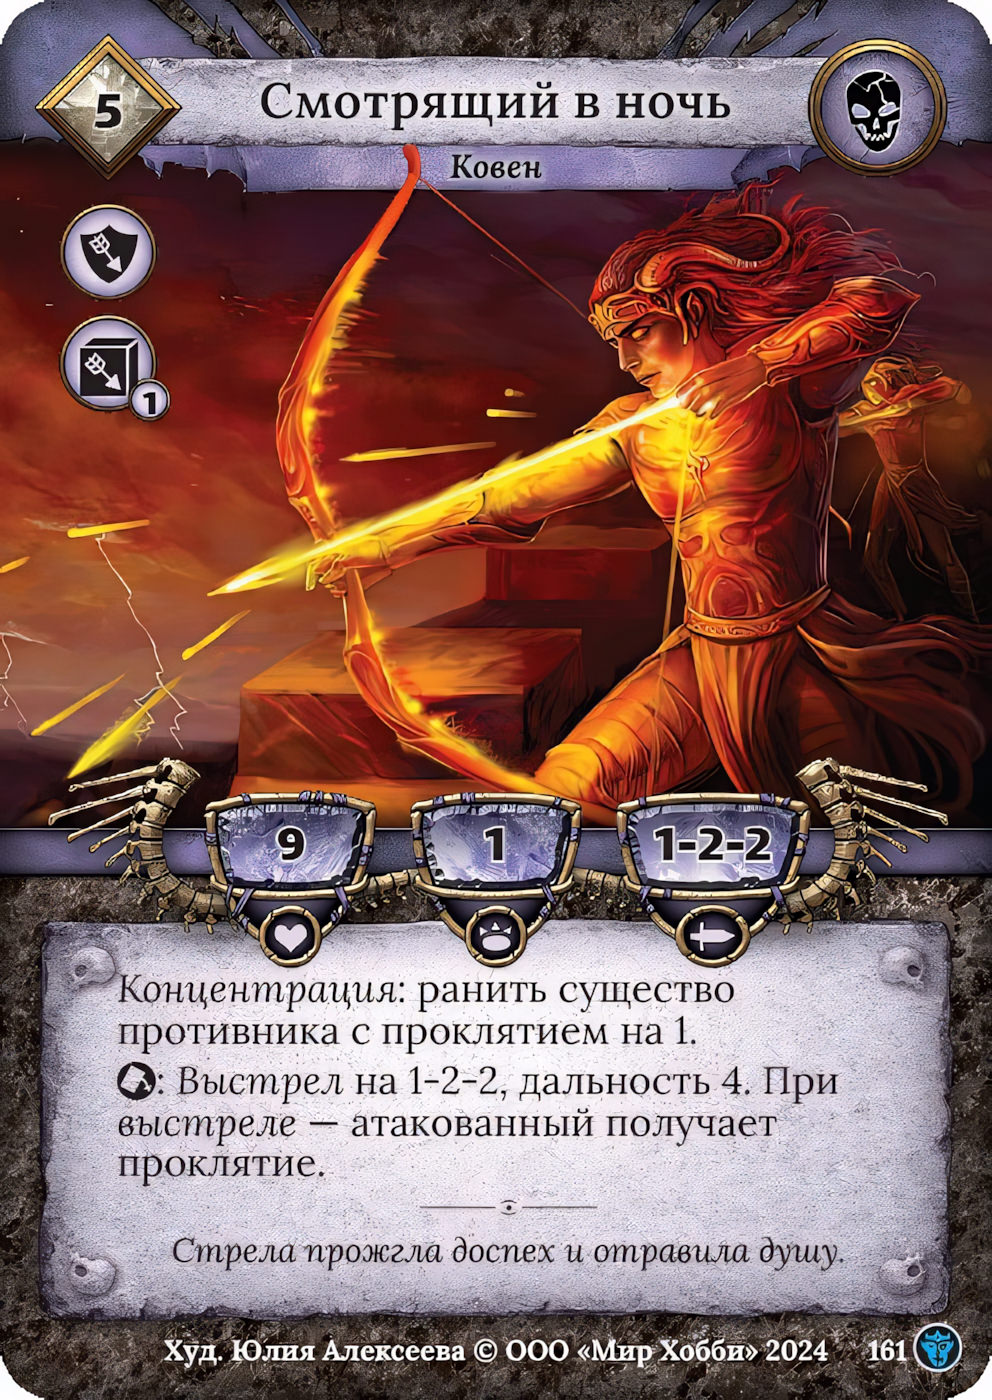 5
Смотрящий в ночь
Ковен
1
9
1
1-2-2
Концентрация: ранить существо
противника с проклятием на 1.
: Выстрел на 1-2-2, дальность 4. При
выстреле — атакованный получает
проклятие.
Стрела прожгла доспех и отравила душу.
Худ. Юлия Алексеева © ООО «Мир Хобби» 2024 161